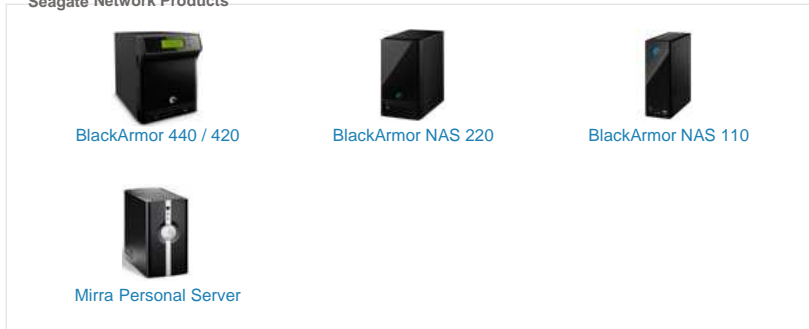 Seagate Network Products
BlackArmor 440 / 420
BlackArmor NAS 220
BlackArmor NAS 110
Mirra Personal Server